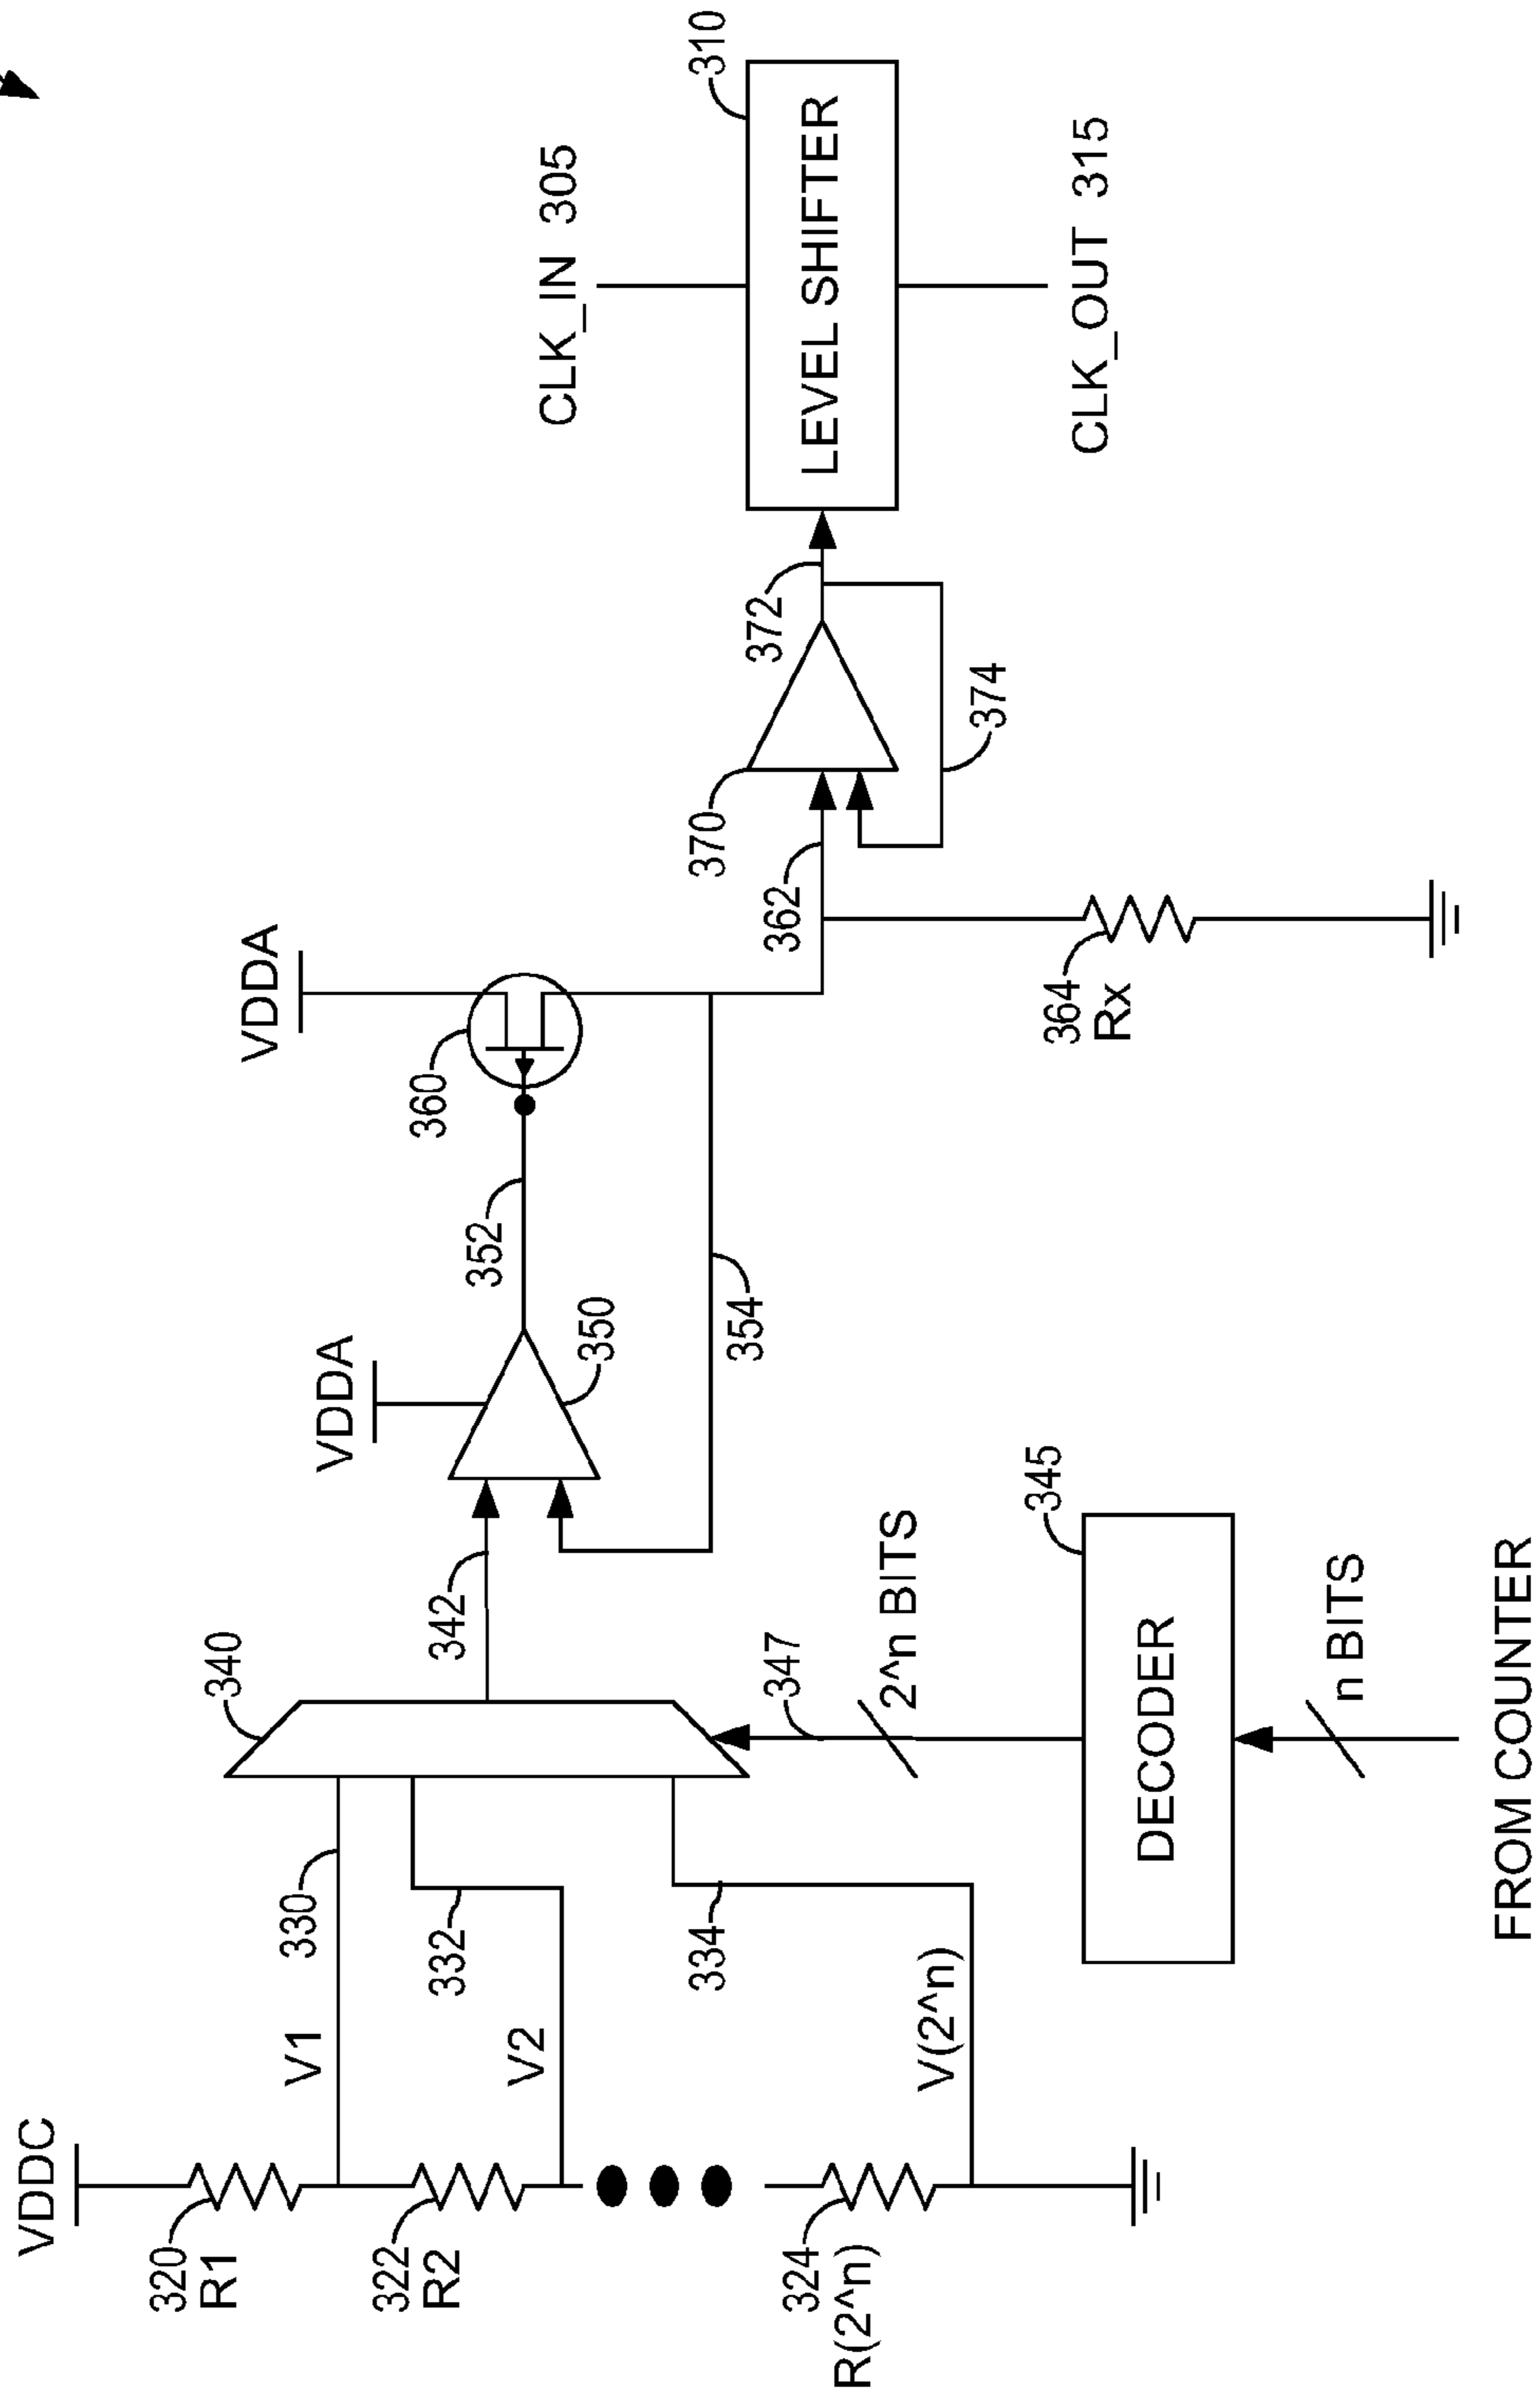 VDDC
320
R1
322
R2
324
R(2^n)
V1
V2
V(2^n)
330
332
334
340
342
347
2^n BITS
345
DECODER
n BITS
FROM COUNTER
VDDA
350
352
354
360
VDDA
362
364
Rx
370
372
374
CLK_IN 305
310
LEVEL SHIFTER
CLK_OUT 315